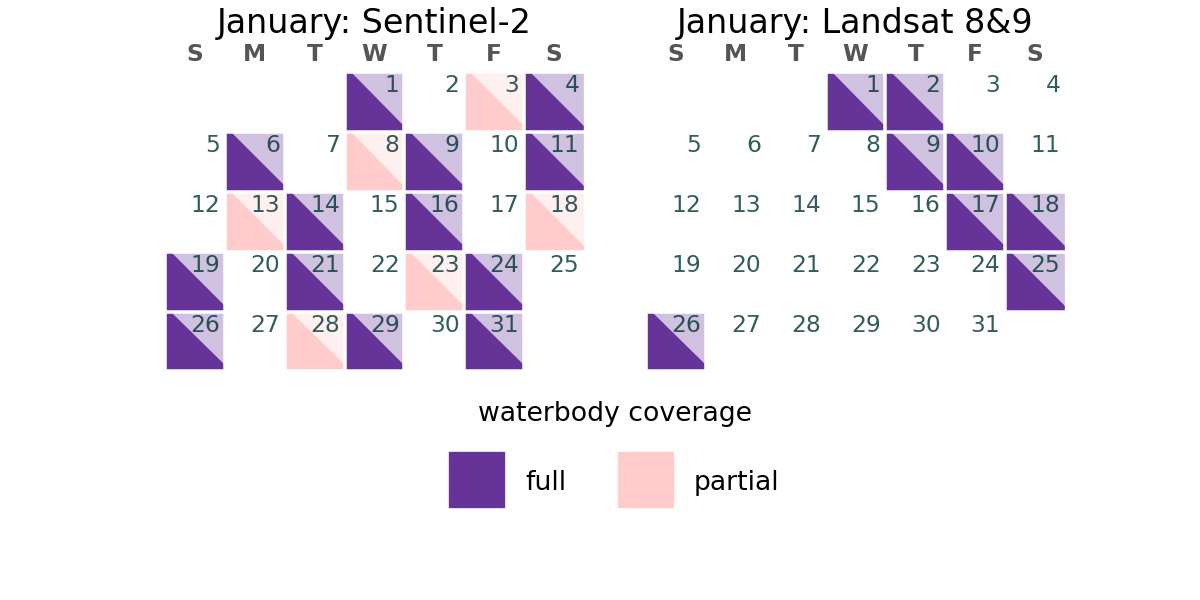 January: Sentinel-2
S M T W T F S
1 2 3 4
5 6 7 8 9 10 11
12 13 14 15 16 17 18
19 20 21 22 23 24 25
26 27 28 29 30 31
January: Landsat 8&9
S M T W T F S
1 2 3 4
5 6 7 8 9 10 11
12 13 14 15 16 17 18
19 20 21 22 23 24 25
26 27 28 29 30 31
waterbody coverage
full
partial